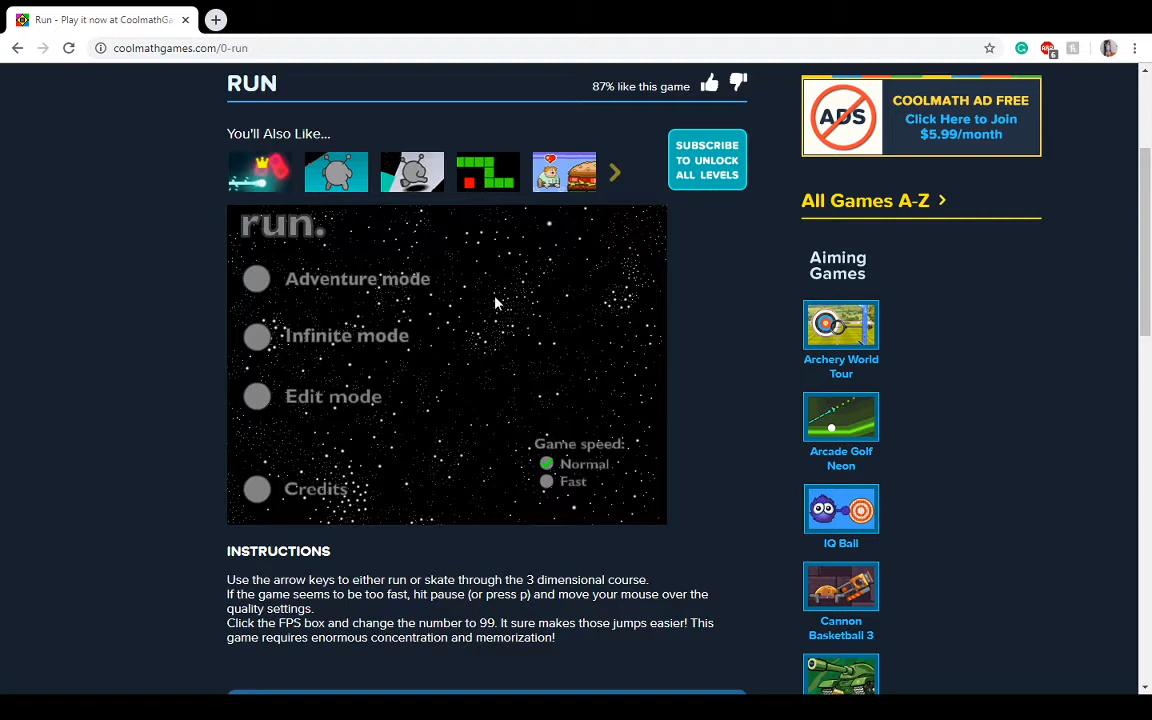 Run - Play it now at CoolmathGa
coolmathgames.com/0-run
6
RUN
87% like this game
You'll Also Like...
SUBSCRIBE
TO UNLOCK
ALL LEVELS
run.
Adventure mode
Infinite mode
Edit mode
Game speed:
Normal
Fast
Credits
INSTRUCTIONS
Use the arrow keys to either run or skate through the 3 dimensional course.
If the game seems to be too fast, hit pause (or press p) and move your mouse over the
quality settings.
Click the FPS box and change the number to 99. It sure makes those jumps easier! This
game requires enormous concentration and memorization!
ADS
COOLMATH AD FREE
Click Here to Join
$5.99/month
All Games A-Z
Aiming
Games
Archery World
Tour
Arcade Golf
Neon
IQ Ball
Cannon
Basketball 3